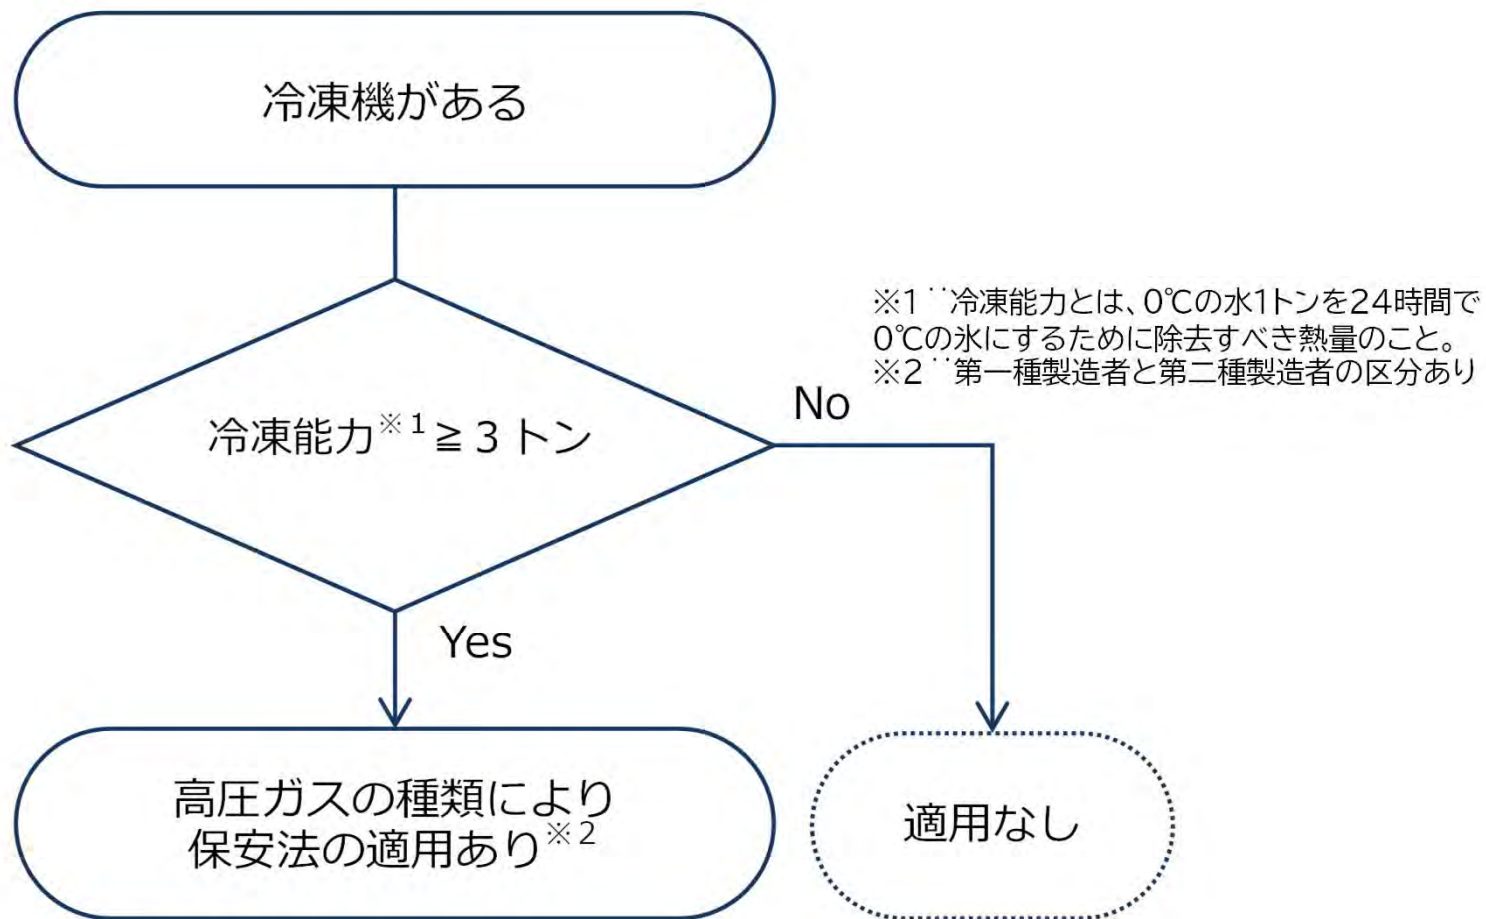 冷凍機がある
※1 ¨冷凍能力とは、0℃の水1トンを24時間で
0℃の氷にするために除去すべき熱量のこと。
※2 ¨第一種製造者と第二種製造者の区分あり
冷凍能力※1≧3トン
No
Yes
高圧ガスの種類により
保安法の適用あり※2
適用なし